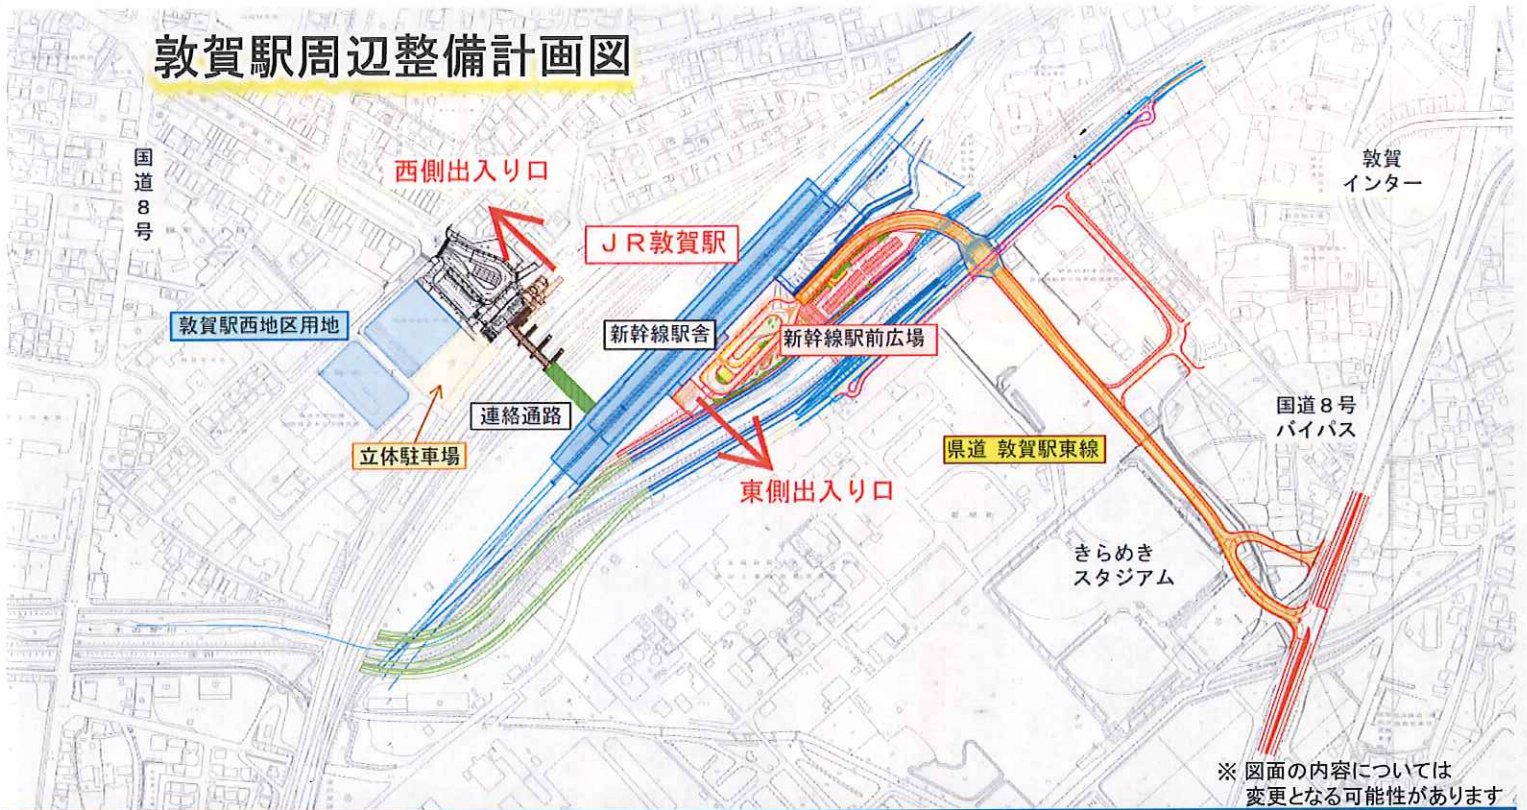 敦賀駅周辺整備計画図
国道8号
西側出入り口
JR敦賀駅
敦賀
インター
敦賀駅西地区用地
新幹線駅舎
新幹線駅前広場
連絡通路
立体駐車場
国道8号
バイパス
県道 敦賀駅東線
東側出入り口
きらめき
スタジアム
※ 図面の内容については
変更となる可能性があります